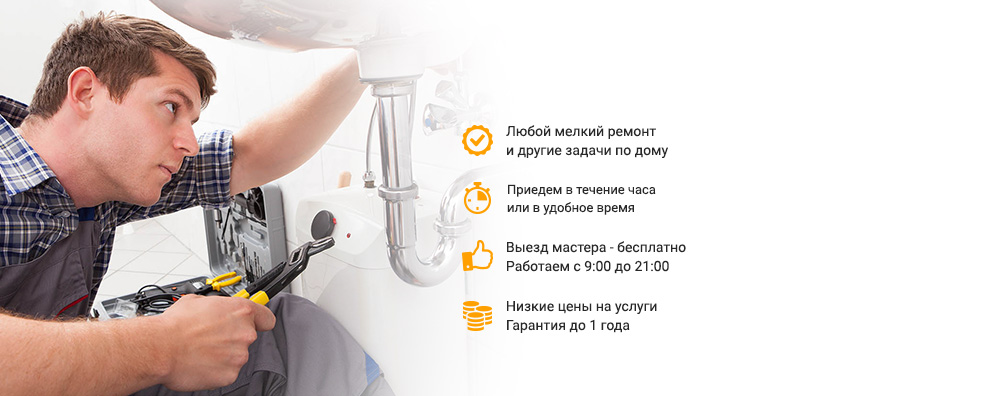 Любой мелкий ремонт
и другие задачи по дому
Приедем в течение часа
или в удобное время
Выезд мастера - бесплатно
Работаем с 9:00 до 21:00
Низкие цены на услуги
Гарантия до 1 года